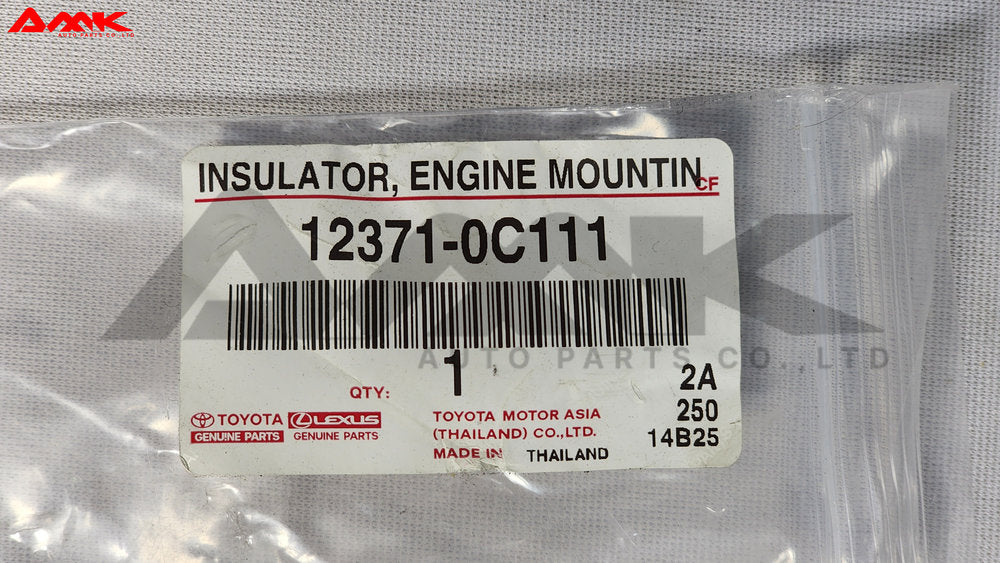 AMK
AUTO PARTS CO.,LTD
INSULATOR, ENGINE MOUNTIN
CF
12371-0C111
AMK
AUTO PARTS CO.,LTD
1
QTY:
2A
250
14B25
TOYOTA
GENUINE PARTS
LEXUS
GENUINE PARTS
TOYOTA MOTOR ASIA
(THAILAND) CO.,LTD.
MADE IN THAILAND